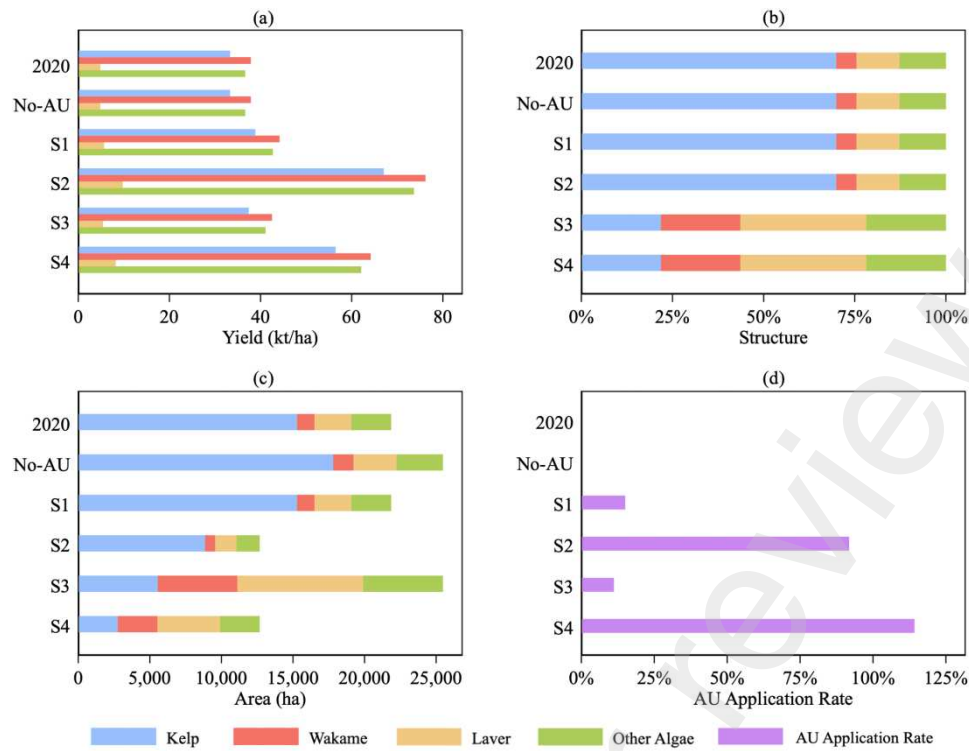 (a)
2020
No-AU
S1
S2
S3
S4
0 20 40 60 80
Yield (kt/ha)
(b)
2020
No-AU
S1
S2
S3
S4
0% 25% 50% 75% 100%
Structure
(c)
2020
No-AU
S1
S2
S3
S4
0 5,000 10,000 15,000 20,000 25,000
Area (ha)
(d)
2020
No-AU
S1
S2
S3
S4
0% 25% 50% 75% 100% 125%
AU Application Rate
Kelp Wakame Laver Other Algae AU Application Rate
review